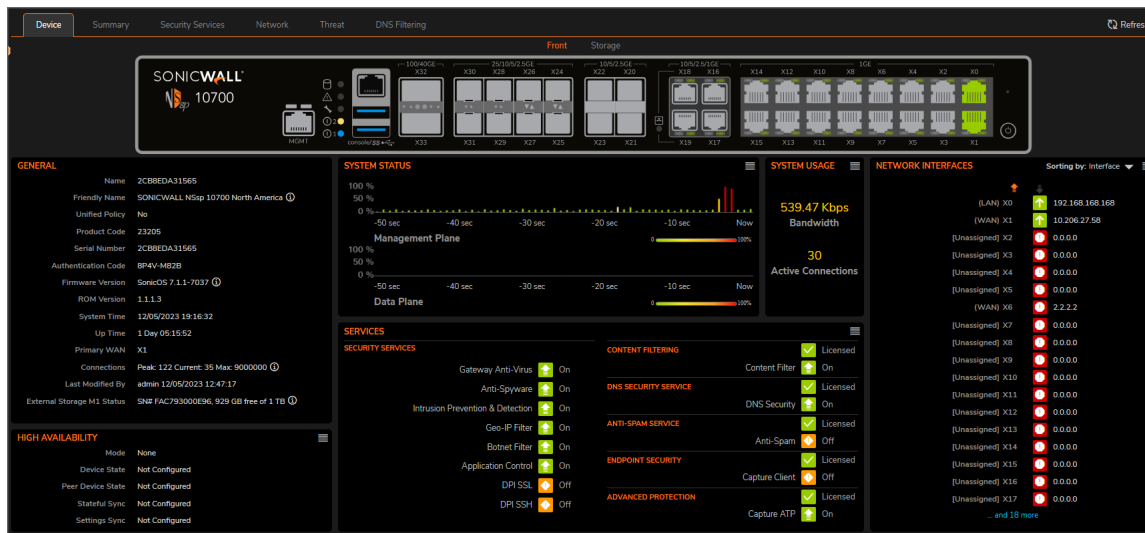 Device Summary Security Services Network Threat DNS Filtering Refres
Front Storage
SONICWALL
NSsp 10700
100/40GE 25/10/5/2.5GE 10/5/2.5GE 10/5/2.5/1GE 1GE
X32 X30 X28 X26 X24 X22 X20 X18 X16 X14 X12 X10 X8 X6 X4 X2 X0
MGMT console/SS
X33 X31 X29 X27 X25 X23 X21 X19 X17 X15 X13 X11 X9 X7 X5 X3 X1
GENERAL
Name 2CB8EDA31565
Friendly Name SONICWALL NSsp 10700 North America
Unified Policy No
Product Code 23205
Serial Number 2CB8EDA31565
Authentication Code 8P4V-M82B
Firmware Version SonicOS 7.1.1-7037
ROM Version 1.1.1.3
System Time 12/05/2023 19:16:32
Up Time 1 Day 05:15:52
Primary WAN X1
Connections Peak: 122 Current: 35 Max: 9000000
Last Modified By admin 12/05/2023 12:47:17
External Storage M1 Status SN# FAC793000E96, 929 GB free of 1 TB
HIGH AVAILABILITY
Mode None
Device State Not Configured
Peer Device State Not Configured
Stateful Sync Not Configured
Settings Sync Not Configured
SYSTEM STATUS
100 %
50 %
0 %
-50 sec -40 sec -30 sec -20 sec -10 sec Now
Management Plane 0 100%
100 %
50 %
0 %
-50 sec -40 sec -30 sec -20 sec -10 sec Now
Data Plane 0 100%
SYSTEM USAGE
539.47 Kbps
Bandwidth
30
Active Connections
SERVICES
SECURITY SERVICES
Gateway Anti-Virus On
Anti-Spyware On
Intrusion Prevention & Detection On
Geo-IP Filter On
Botnet Filter On
Application Control On
DPI SSL Off
DPI SSH Off
CONTENT FILTERING Licensed
Content Filter On
DNS SECURITY SERVICE Licensed
DNS Security On
ANTI-SPAM SERVICE Licensed
Anti-Spam Off
ENDPOINT SECURITY Licensed
Capture Client Off
ADVANCED PROTECTION Licensed
Capture ATP On
NETWORK INTERFACES Sorting by: Interface
(LAN) X0 192.168.168.168
(WAN) X1 10.206.27.58
[Unassigned] X2 0.0.0.0
[Unassigned] X3 0.0.0.0
[Unassigned] X4 0.0.0.0
[Unassigned] X5 0.0.0.0
(WAN) X6 2.2.2.2
[Unassigned] X7 0.0.0.0
[Unassigned] X8 0.0.0.0
[Unassigned] X9 0.0.0.0
[Unassigned] X10 0.0.0.0
[Unassigned] X11 0.0.0.0
[Unassigned] X12 0.0.0.0
[Unassigned] X13 0.0.0.0
[Unassigned] X14 0.0.0.0
[Unassigned] X15 0.0.0.0
[Unassigned] X16 0.0.0.0
[Unassigned] X17 0.0.0.0
... and 18 more